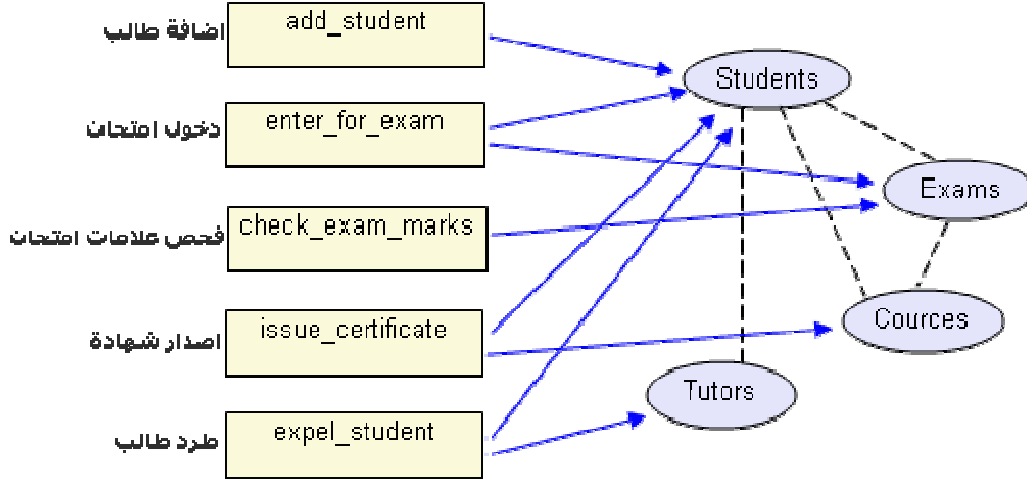 اضافة طالب
add_student
دخول امتحان
enter_for_exam
فحص علامات امتحان
check_exam_marks
اصدار شهادة
issue_certificate
طرد طالب
expel_student
Students
Exams
Cources
Tutors